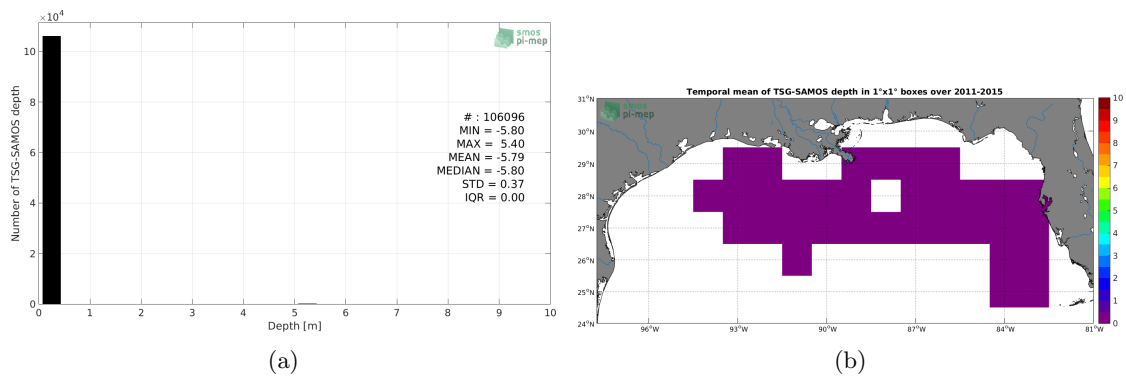 ×10⁴
smos
pi-mep
10
8
6
4
2
0
Number of TSG-SAMOS depth
# : 106096
MIN = -5.80
MAX = 5.40
MEAN = -5.79
MEDIAN = -5.80
STD = 0.37
IQR = 0.00
0 1 2 3 4 5 6 7 8 9 10
Depth [m]
(a)
Temporal mean of TSG-SAMOS depth in 1°x1° boxes over 2011-2015
smos
pi-mep
31°N
30°N
29°N
28°N
27°N
26°N
25°N
24°N
96°W 93°W 90°W 87°W 84°W 81°W
10
9
8
7
6
5
4
3
2
1
0
(b)